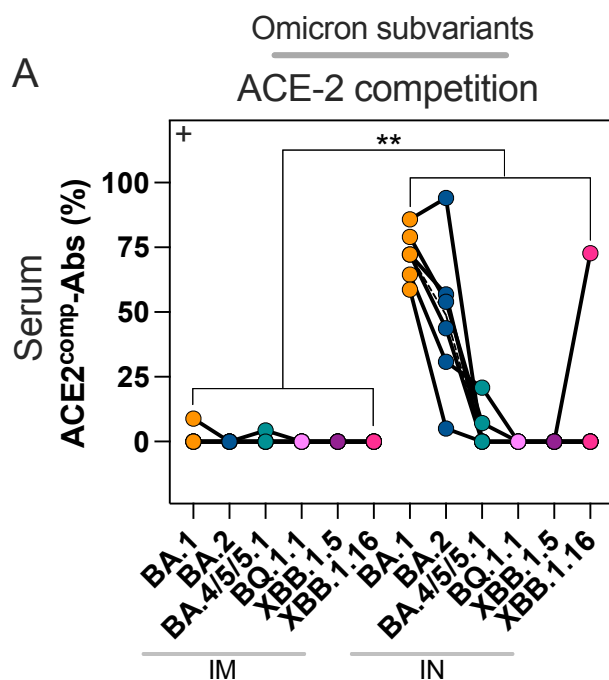 Omicron subvariants
A
ACE-2 competition
+
**
Serum
ACE2comp-Abs (%)
100
75
50
25
0
BA.1
BA.2
BA.4/5/5.1
BQ.1.1
XBB.1.5
XBB.1.16
BA.1
BA.2
BA.4/5/5.1
BQ.1.1
XBB.1.5
XBB.1.16
IM
IN